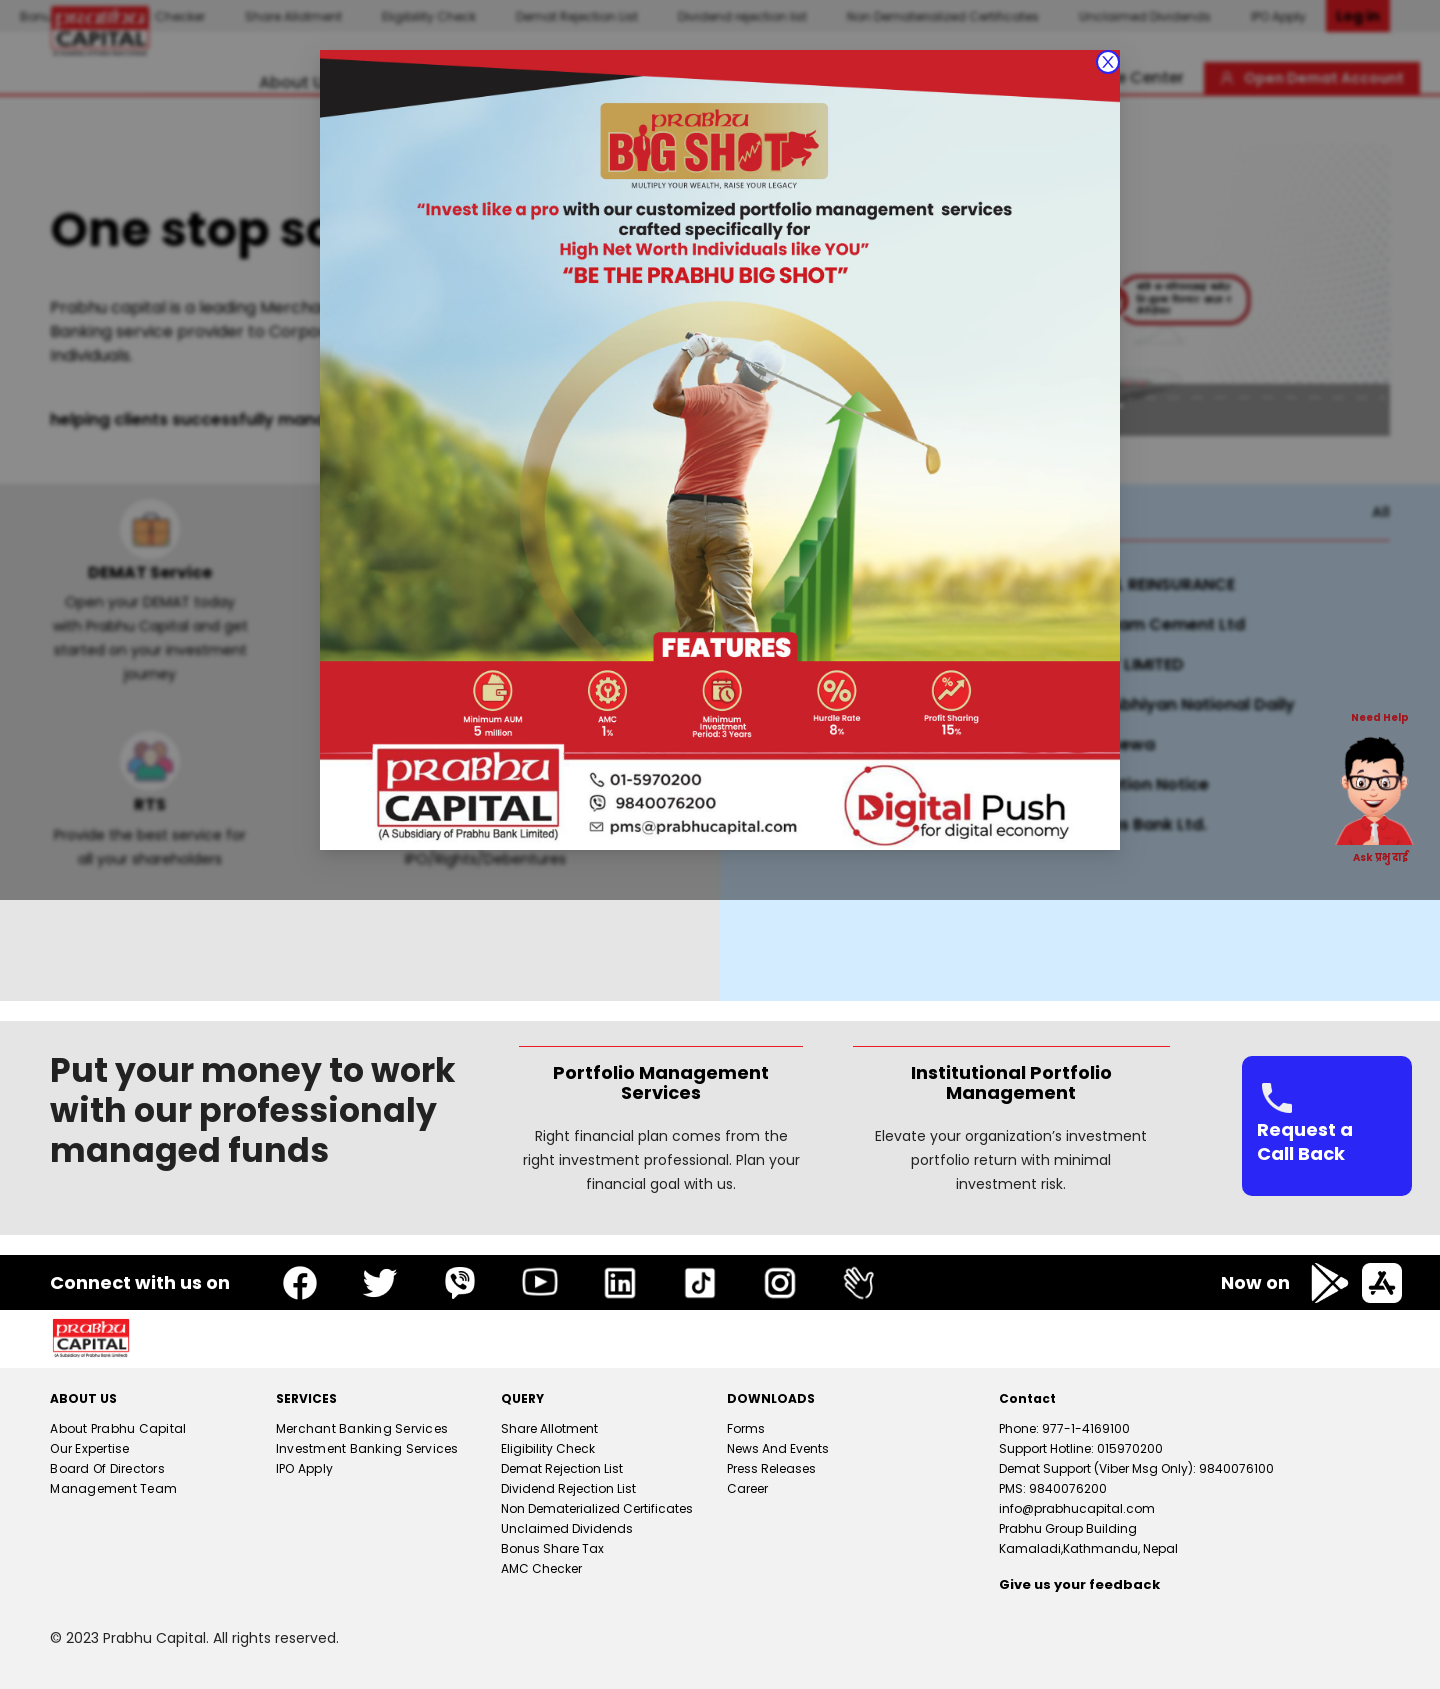 Checker
Share Allotment
Eligibility Check
Demat Rejection List
Dividend rejection list
Non Dematerialized Certificates
Unclaimed Dividends
IPO Apply
Log in
prabhu
CAPITAL
About U
e Center
Open Demat Account
X
prabhu
BIG SHOT
MULTIPLY YOUR WEALTH, RAISE YOUR LEGACY
“Invest like a pro with our customized portfolio management services
crafted specifically for
High Net Worth Individuals like YOU”
“BE THE PRABHU BIG SHOT”
FEATURES
Minimum AUM
5 million
AMC
1%
Minimum
Investment
Period: 3 Years
Hurdle Rate
8%
Profit Sharing
15%
prabhu
CAPITAL
(A Subsidiary of Prabhu Bank Limited)
01-5970200
9840076200
pms@prabhucapital.com
Digital Push
for digital economy
One stop so
Prabhu capital is a leading Mercha
Banking service provider to Corpo
Individuals.
helping clients successfully mana
DEMAT Service
Open your DEMAT today
with Prabhu Capital and get
started on your investment
journey
RTS
Provide the best service for
all your shareholders
IPO/Rights/Debentures
All
REINSURANCE
am Cement Ltd
LIMITED
bhiyan National Daily
ewa
tion Notice
s Bank Ltd.
Need Help
Ask प्रभु दाई
Put your money to work
with our professionaly
managed funds
Portfolio Management
Services
Right financial plan comes from the
right investment professional. Plan your
financial goal with us.
Institutional Portfolio
Management
Elevate your organization’s investment
portfolio return with minimal
investment risk.
Request a
Call Back
Connect with us on
Now on
prabhu
CAPITAL
(A Subsidiary of Prabhu Bank Limited)
ABOUT US
About Prabhu Capital
Our Expertise
Board Of Directors
Management Team
SERVICES
Merchant Banking Services
Investment Banking Services
IPO Apply
QUERY
Share Allotment
Eligibility Check
Demat Rejection List
Dividend Rejection List
Non Dematerialized Certificates
Unclaimed Dividends
Bonus Share Tax
AMC Checker
DOWNLOADS
Forms
News And Events
Press Releases
Career
Contact
Phone: 977-1-4169100
Support Hotline: 015970200
Demat Support (Viber Msg Only): 9840076100
PMS: 9840076200
info@prabhucapital.com
Prabhu Group Building
Kamaladi,Kathmandu, Nepal
Give us your feedback
© 2023 Prabhu Capital. All rights reserved.